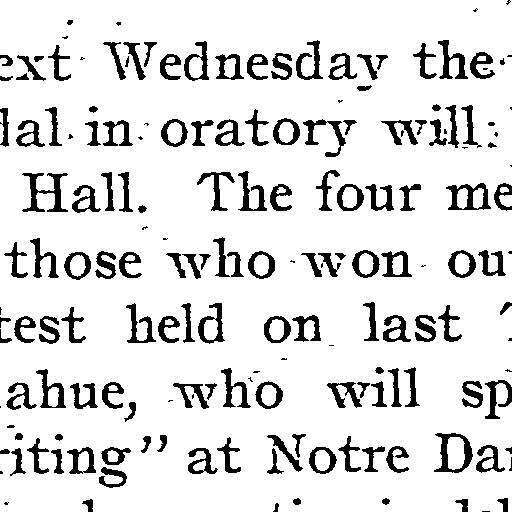 ext Wednesday the
dal in oratory will
Hall. The four me
those who won ou
test held on last
ahue, who will sp
riting" at Notre Da